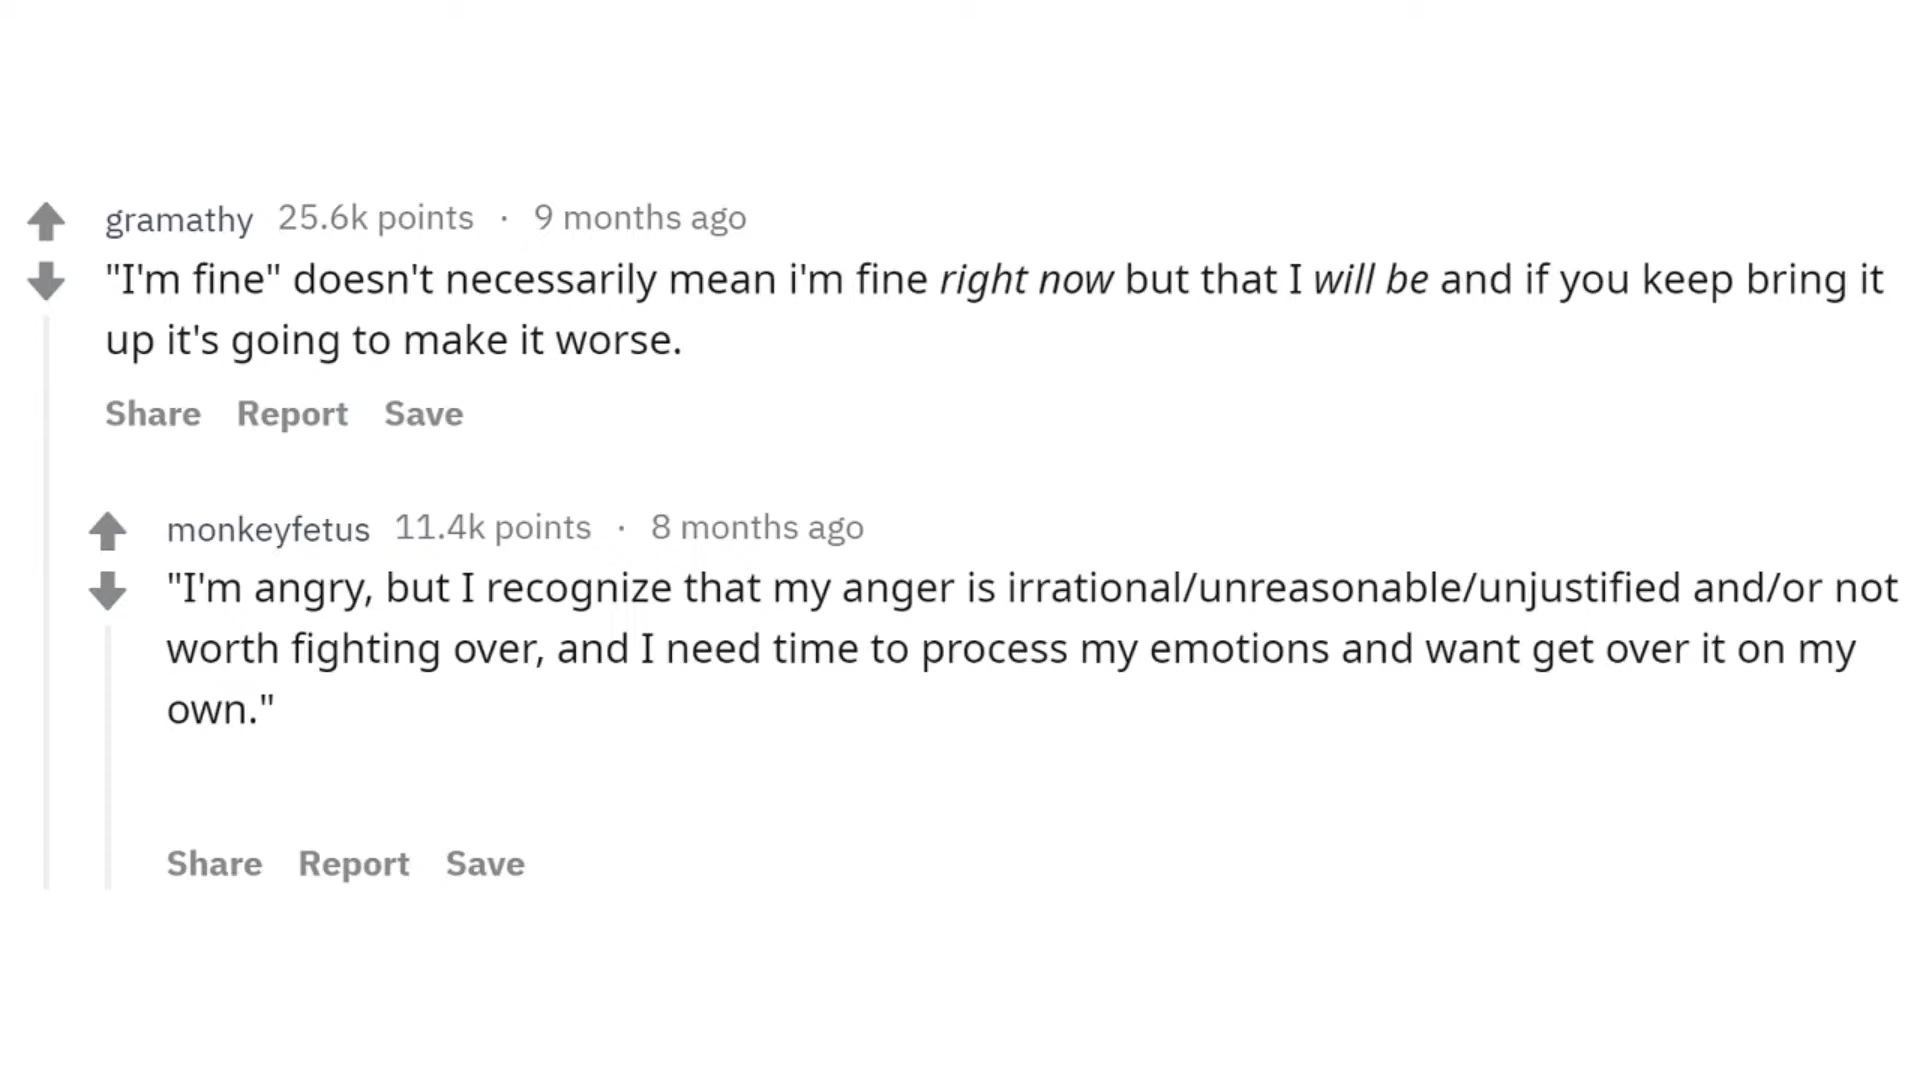 gramathy 25.6k points · 9 months ago
"I'm fine" doesn't necessarily mean i'm fine right now but that I will be and if you keep bring it
up it's going to make it worse.
Share Report Save
monkeyfetus 11.4k points · 8 months ago
"I'm angry, but I recognize that my anger is irrational/unreasonable/unjustified and/or not
worth fighting over, and I need time to process my emotions and want get over it on my
own."
Share Report Save